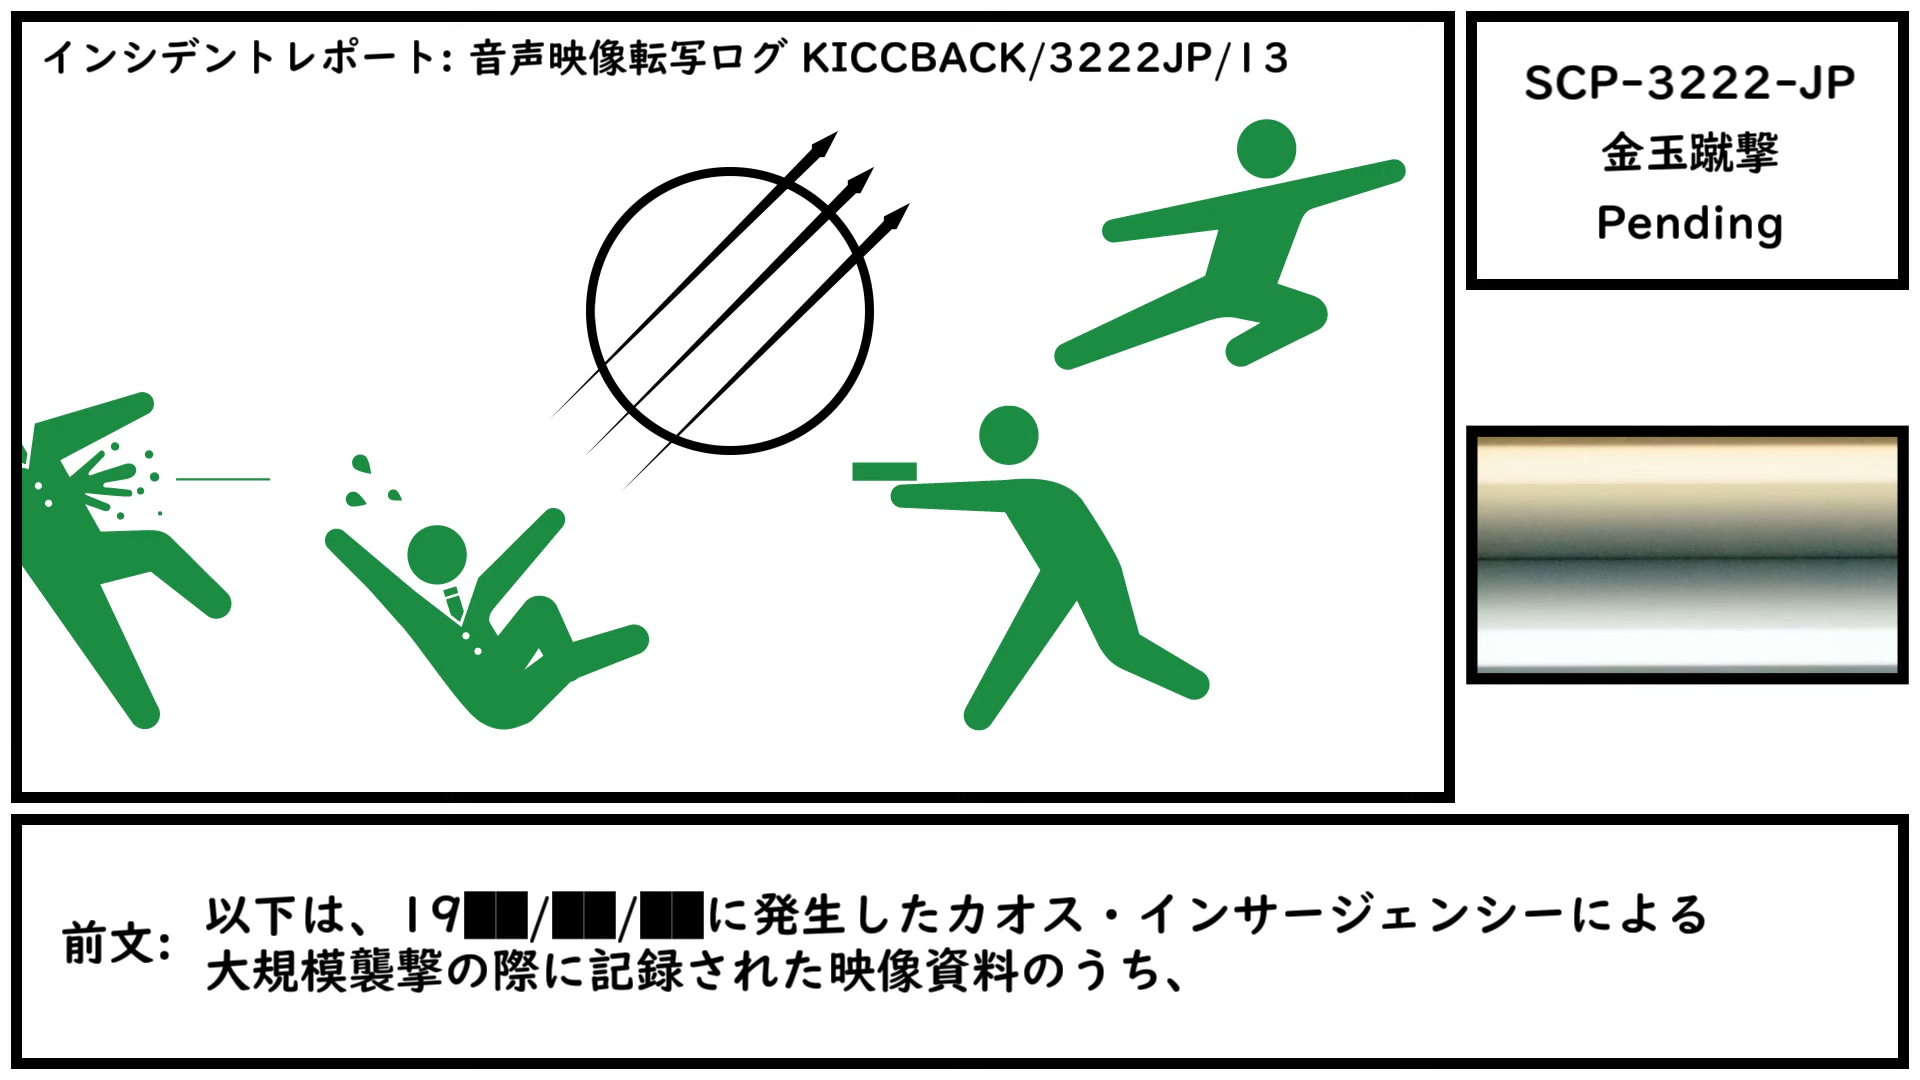 インシデントレポート: 音声映像転写ログ KICCBACK/3222JP/13
SCP-3222-JP
金玉蹴撃
Pending
前文:
以下は、19██/██/██に発生したカオス・インサージェンシーによる
大規模襲撃の際に記録された映像資料のうち、